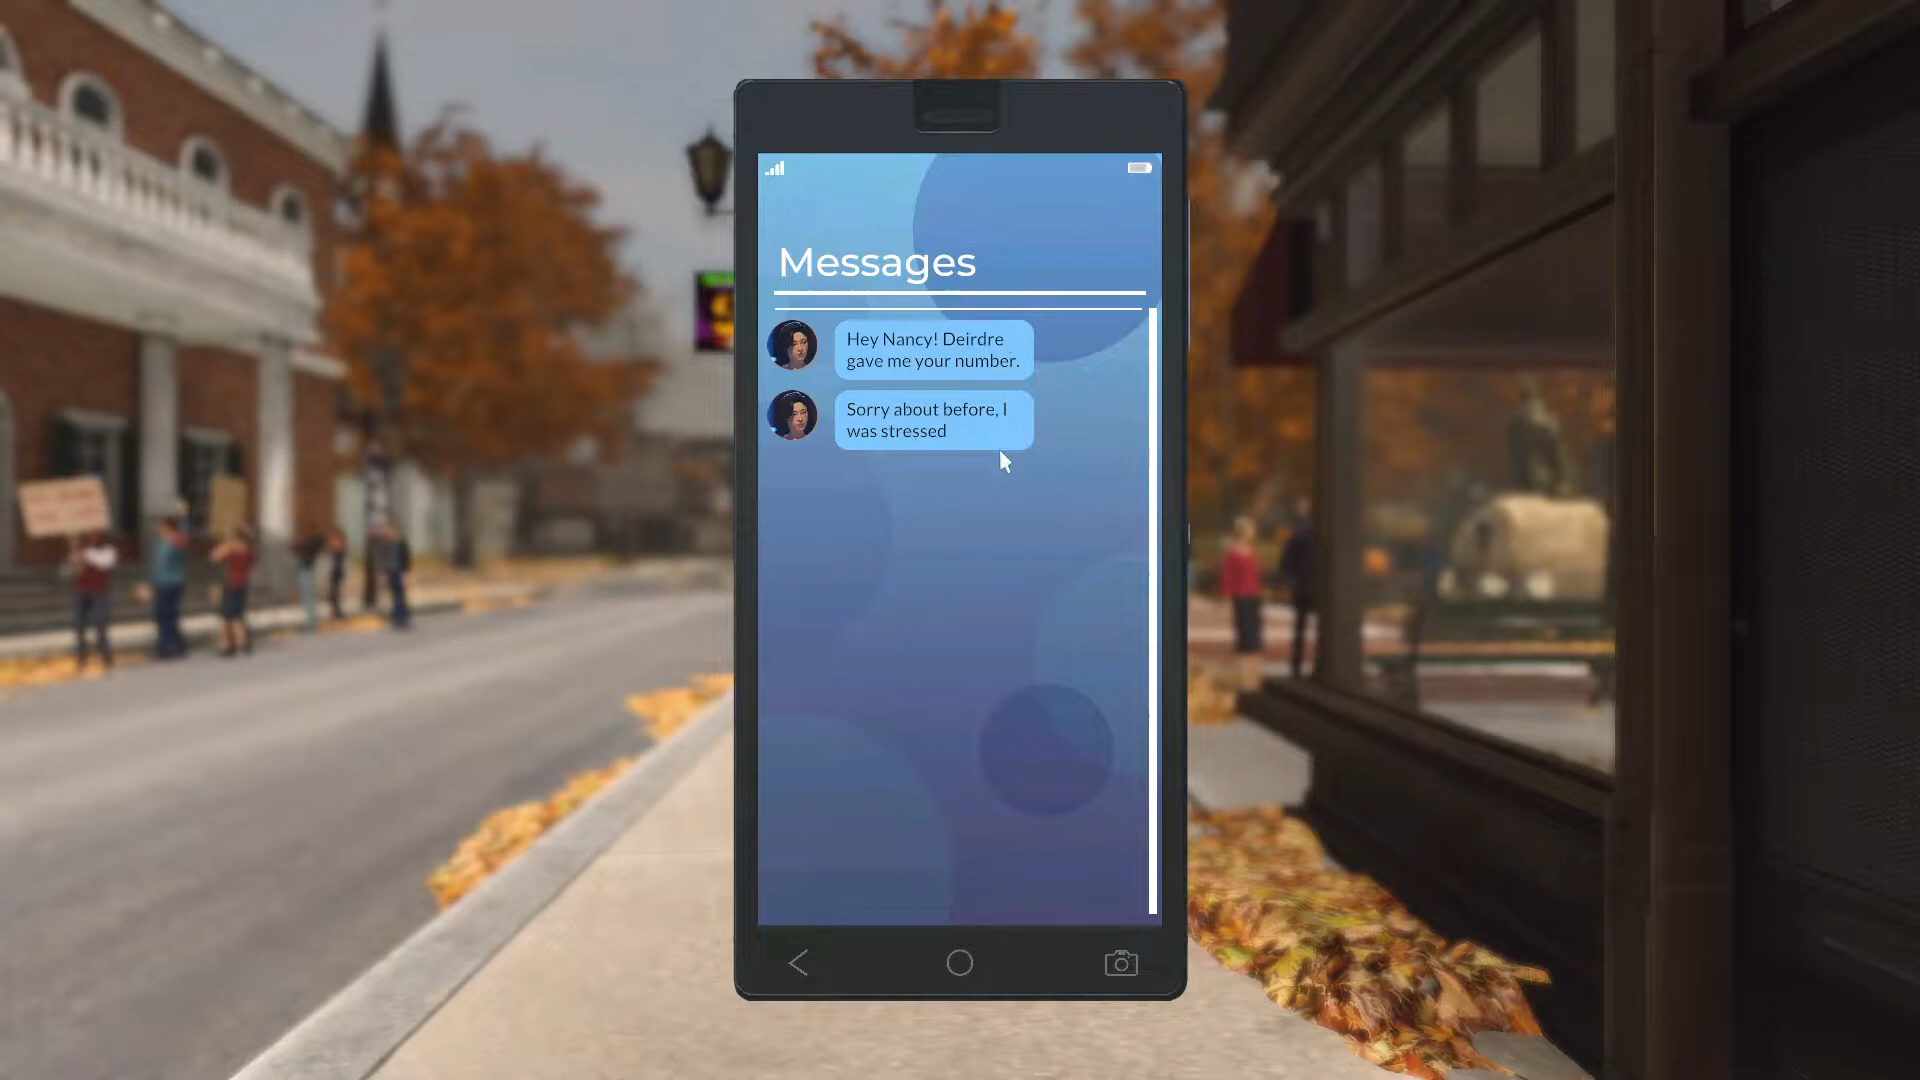 Messages
Hey Nancy! Deirdre
gave me your number.
Sorry about before, I
was stressed